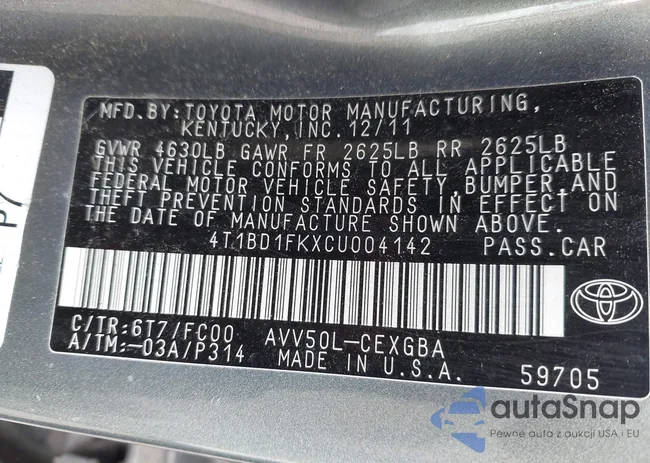 MFD.BY:TOYOTA MOTOR MANUFACTURING,
KENTUCKY,INC.12/11
GVWR 4630LB GAWR FR 2625LB RR 2625LB
THIS VEHICLE CONFORMS TO ALL APPLICABLE
FEDERAL MOTOR VEHICLE SAFETY,BUMPER,AND
THEFT PREVENTION STANDARDS IN EFFECT ON
THE DATE OF MANUFACTURE SHOWN ABOVE.
4T1BD1FKXCU004142 PASS.CAR
C/TR:6T7/FC00 AVV50L-CEXGBA
A/TM:-03A/P314 MADE IN U.S.A. 59705
autaSnap
Pewne auta z aukcji USA i EU